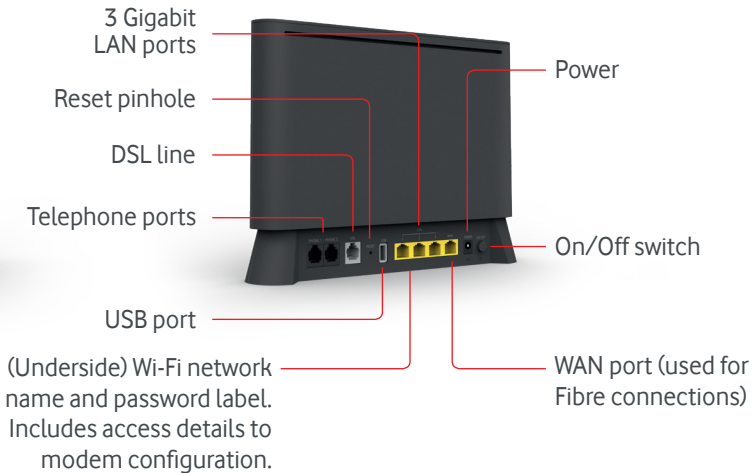 3 Gigabit
LAN ports
Reset pinhole
DSL line
Telephone ports
USB port
(Underside) Wi-Fi network
name and password label.
Includes access details to
modem configuration.
Power
On/Off switch
WAN port (used for
Fibre connections)